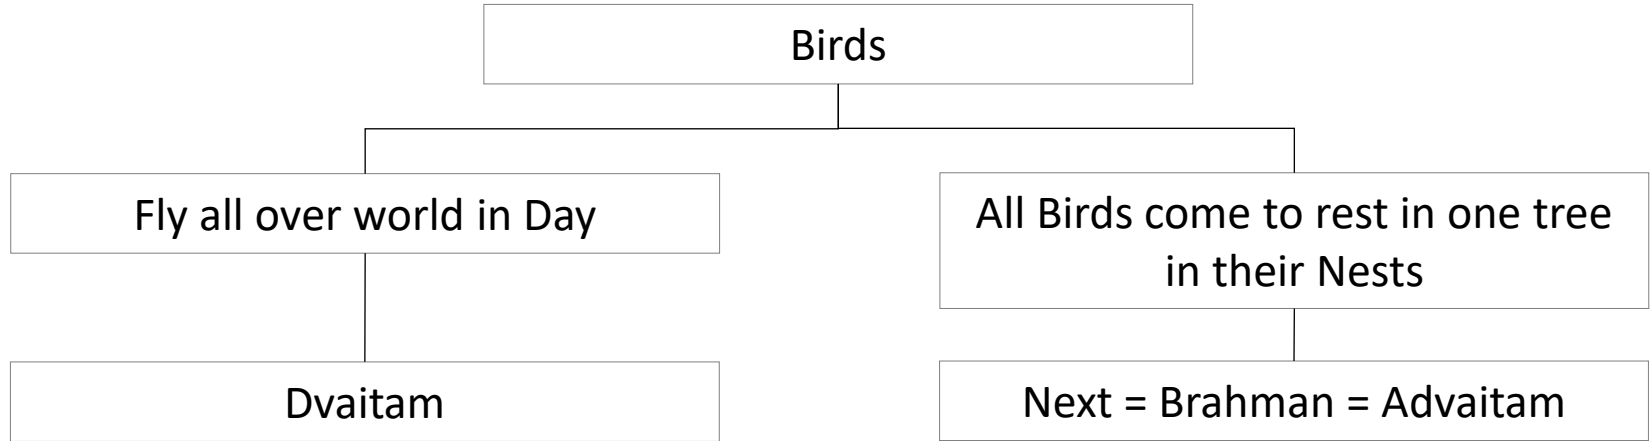 Birds
Fly all over world in Day
All Birds come to rest in one tree
in their Nests
Dvaitam
Next = Brahman = Advaitam